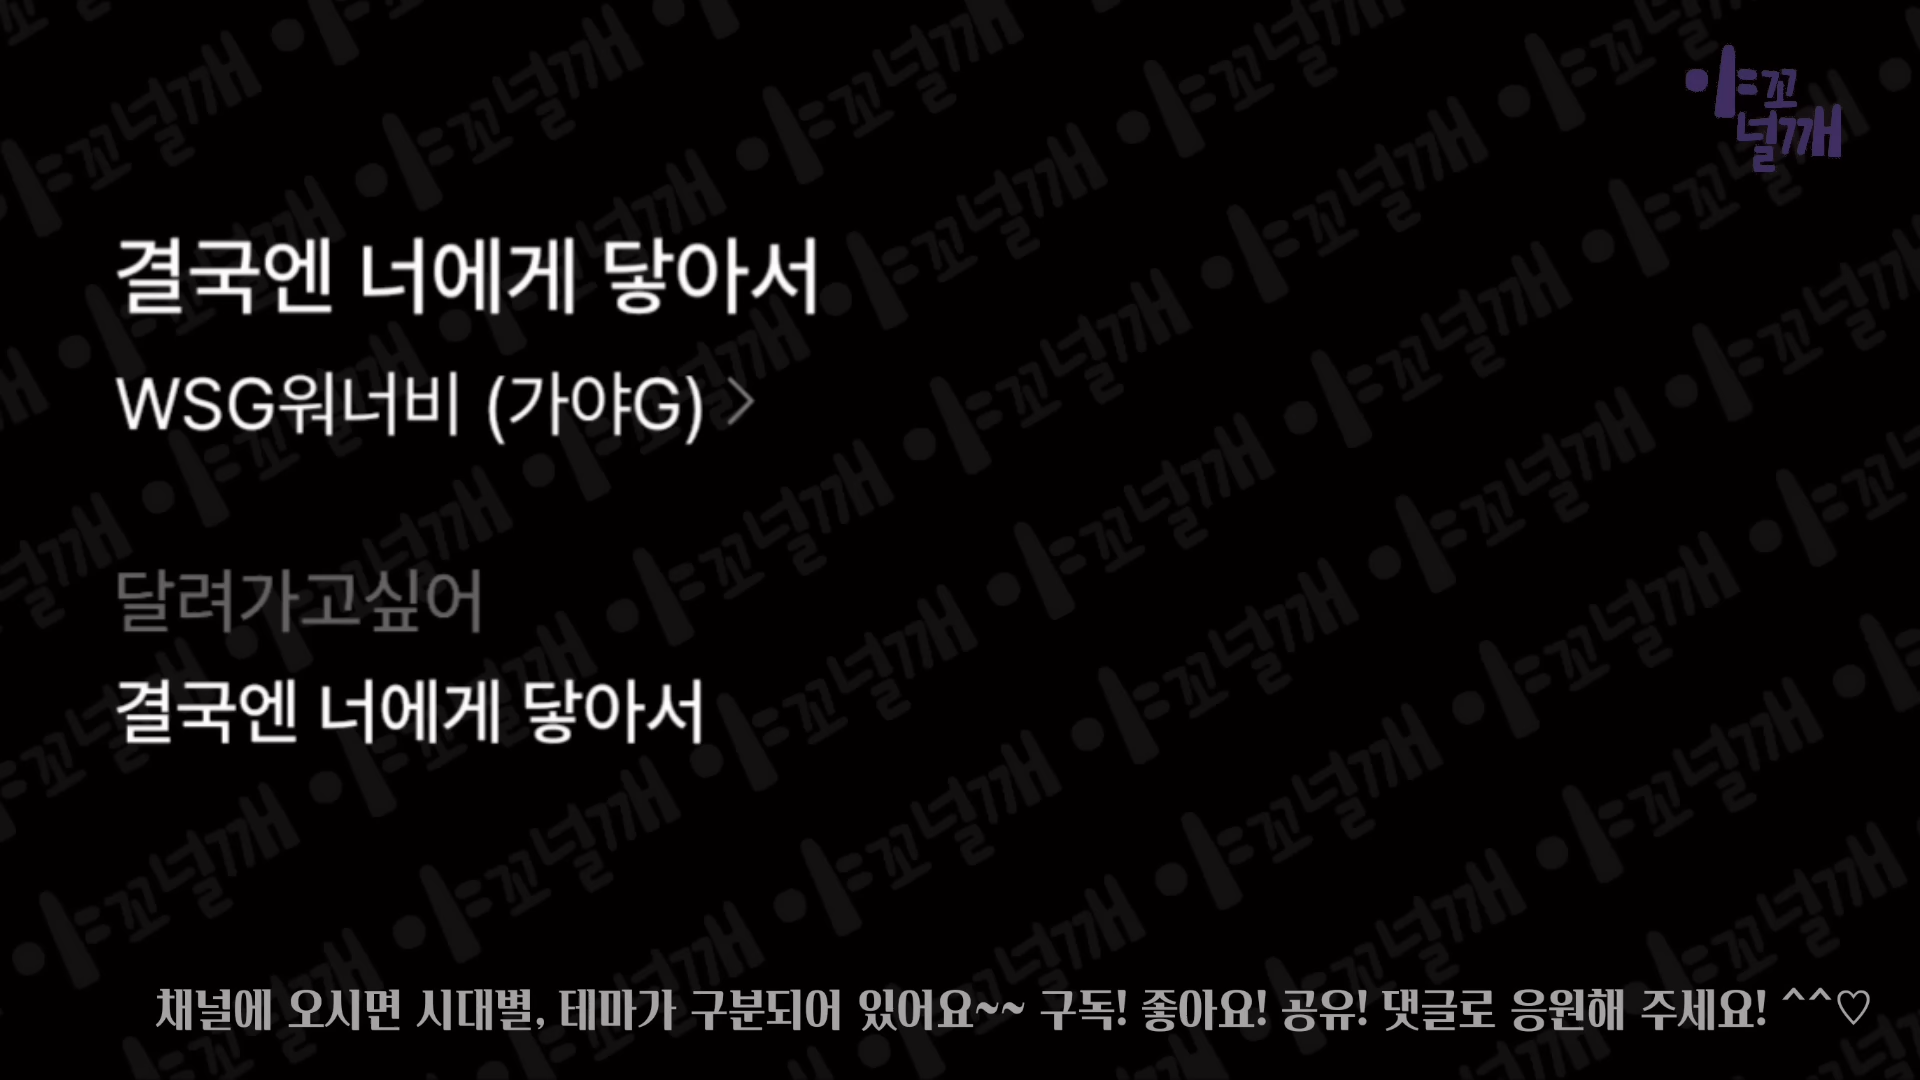 야꼬
널깨
결국엔 너에게 닿아서
WSG워너비 (가야G) >
달려가고싶어
결국엔 너에게 닿아서
채널에 오시면 시대별, 테마가 구분되어 있어요~~ 구독! 좋아요! 공유! 댓글로 응원해 주세요! ^^♡